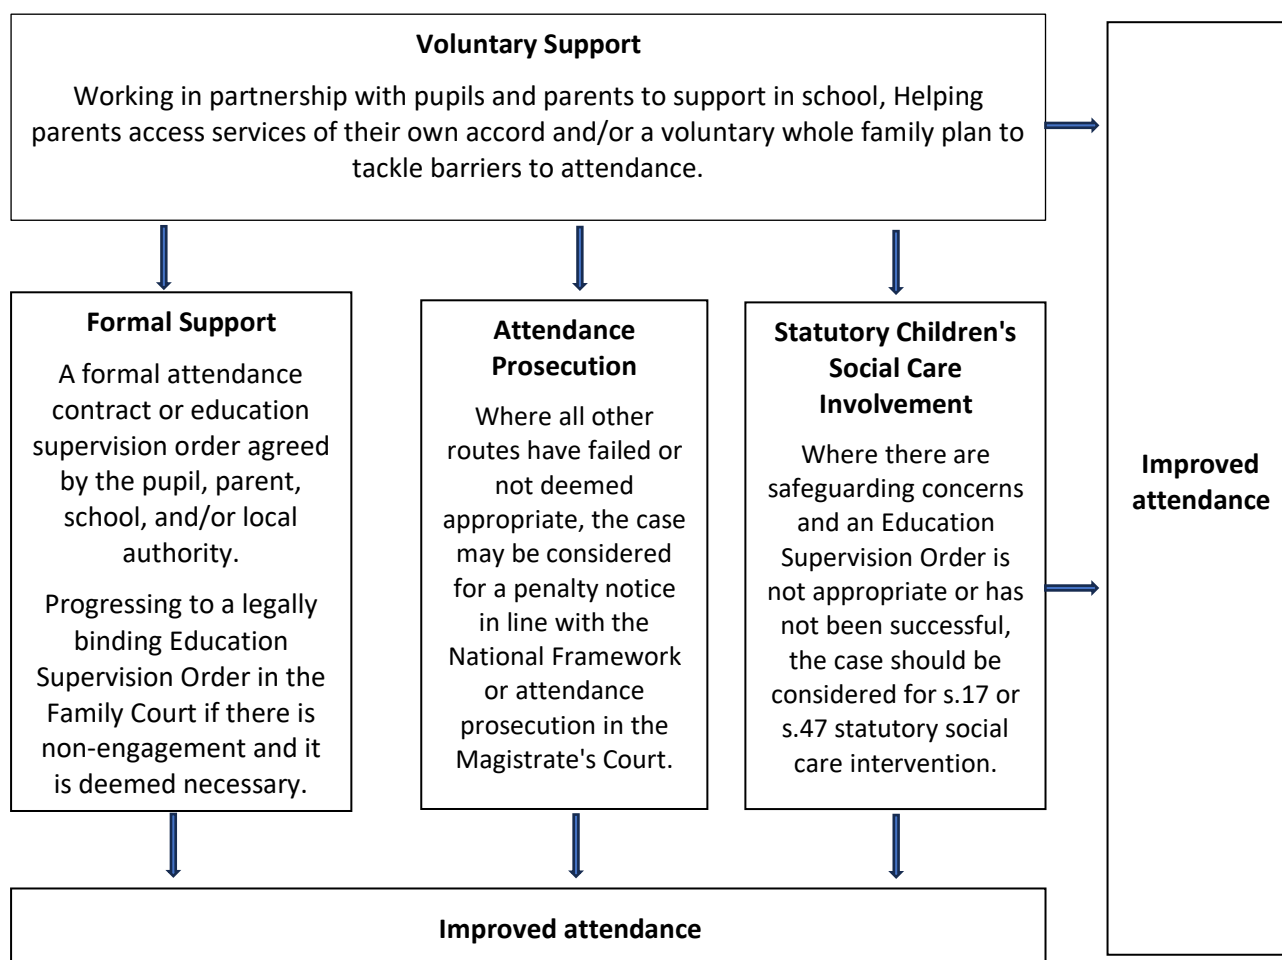 Voluntary Support
Working in partnership with pupils and parents to support in school, Helping
parents access services of their own accord and/or a voluntary whole family plan to
tackle barriers to attendance.
Formal Support
A formal attendance
contract or education
supervision order agreed
by the pupil, parent,
school, and/or local
authority.
Progressing to a legally
binding Education
Supervision Order in the
Family Court if there is
non-engagement and it
is deemed necessary.
Attendance
Prosecution
Where all other
routes have failed or
not deemed
appropriate, the case
may be considered
for a penalty notice
in line with the
National Framework
or attendance
prosecution in the
Magistrate's Court.
Statutory Children's
Social Care
Involvement
Where there are
safeguarding concerns
and an Education
Supervision Order is
not appropriate or has
not been successful,
the case should be
considered for s.17 or
s.47 statutory social
care intervention.
Improved
attendance
Improved attendance